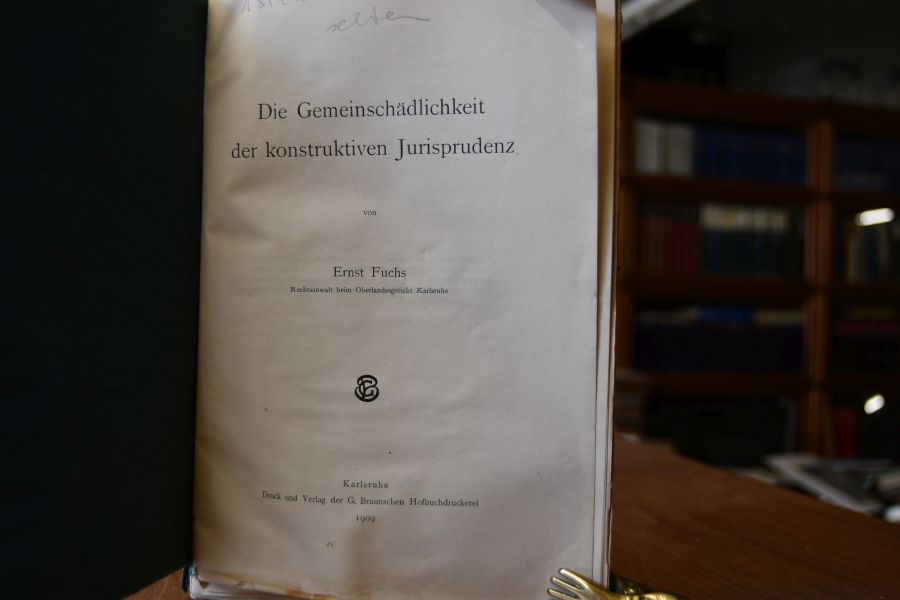 selten
Die Gemeinschädlichkeit
der konstruktiven Jurisprudenz
von
Ernst Fuchs
Rechtsanwalt beim Oberlandesgericht Karlsruhe
Karlsruhe
Druck und Verlag der G. Braunschen Hofbuchdruckerei
1909